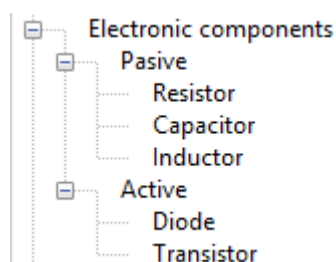 Electronic components
Pasive
Resistor
Capacitor
Inductor
Active
Diode
Transistor